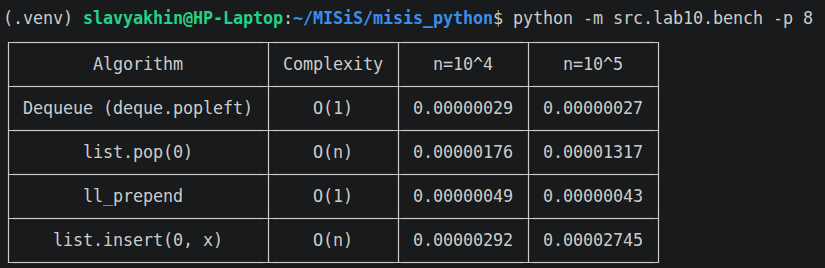 (.venv) slavyakhin@HP-Laptop:~/MISiS/misis_python$ python -m src.lab10.bench -p 8
Algorithm Complexity n=10^4 n=10^5
Dequeue (deque.popleft) O(1) 0.00000029 0.00000027
list.pop(0) O(n) 0.00000176 0.00001317
ll_prepend O(1) 0.00000049 0.00000043
list.insert(0, x) O(n) 0.00000292 0.00002745